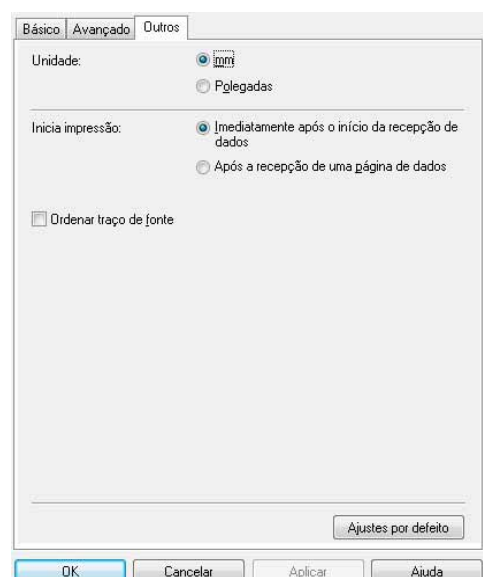 Básico Avançado Outros
Unidade: mm
Polegadas
Inicia impressão: Imediatamente após o início da recepção de
dados
Após a recepção de uma página de dados
Ordenar traço de fonte
Ajustes por defeito
OK Cancelar Aplicar Ajuda